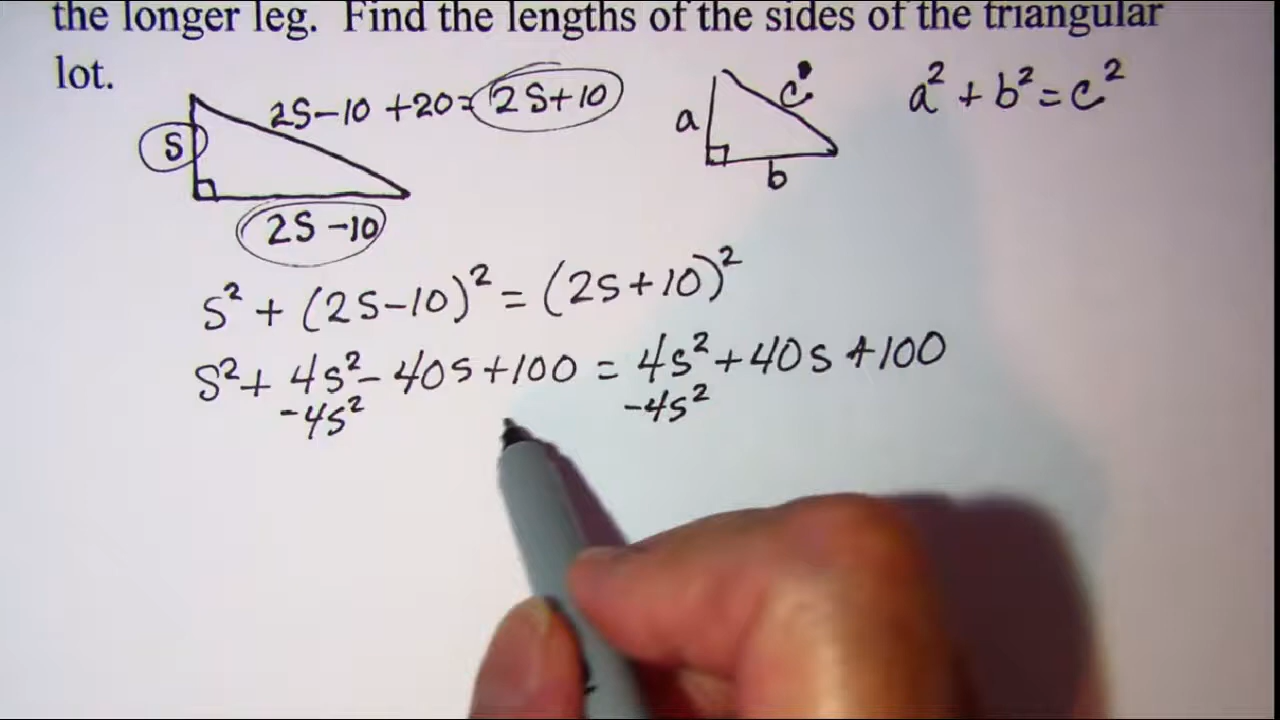 the longer leg. Find the lengths of the sides of the triangular
lot.
2S-10 +20=2S+10
S
2S-10
a
c
b
a² + b² = c²
S² + (2S-10)² = (2S+10)²
S² + 4S² - 40S + 100 = 4S² + 40S + 100
-4S² -4S²